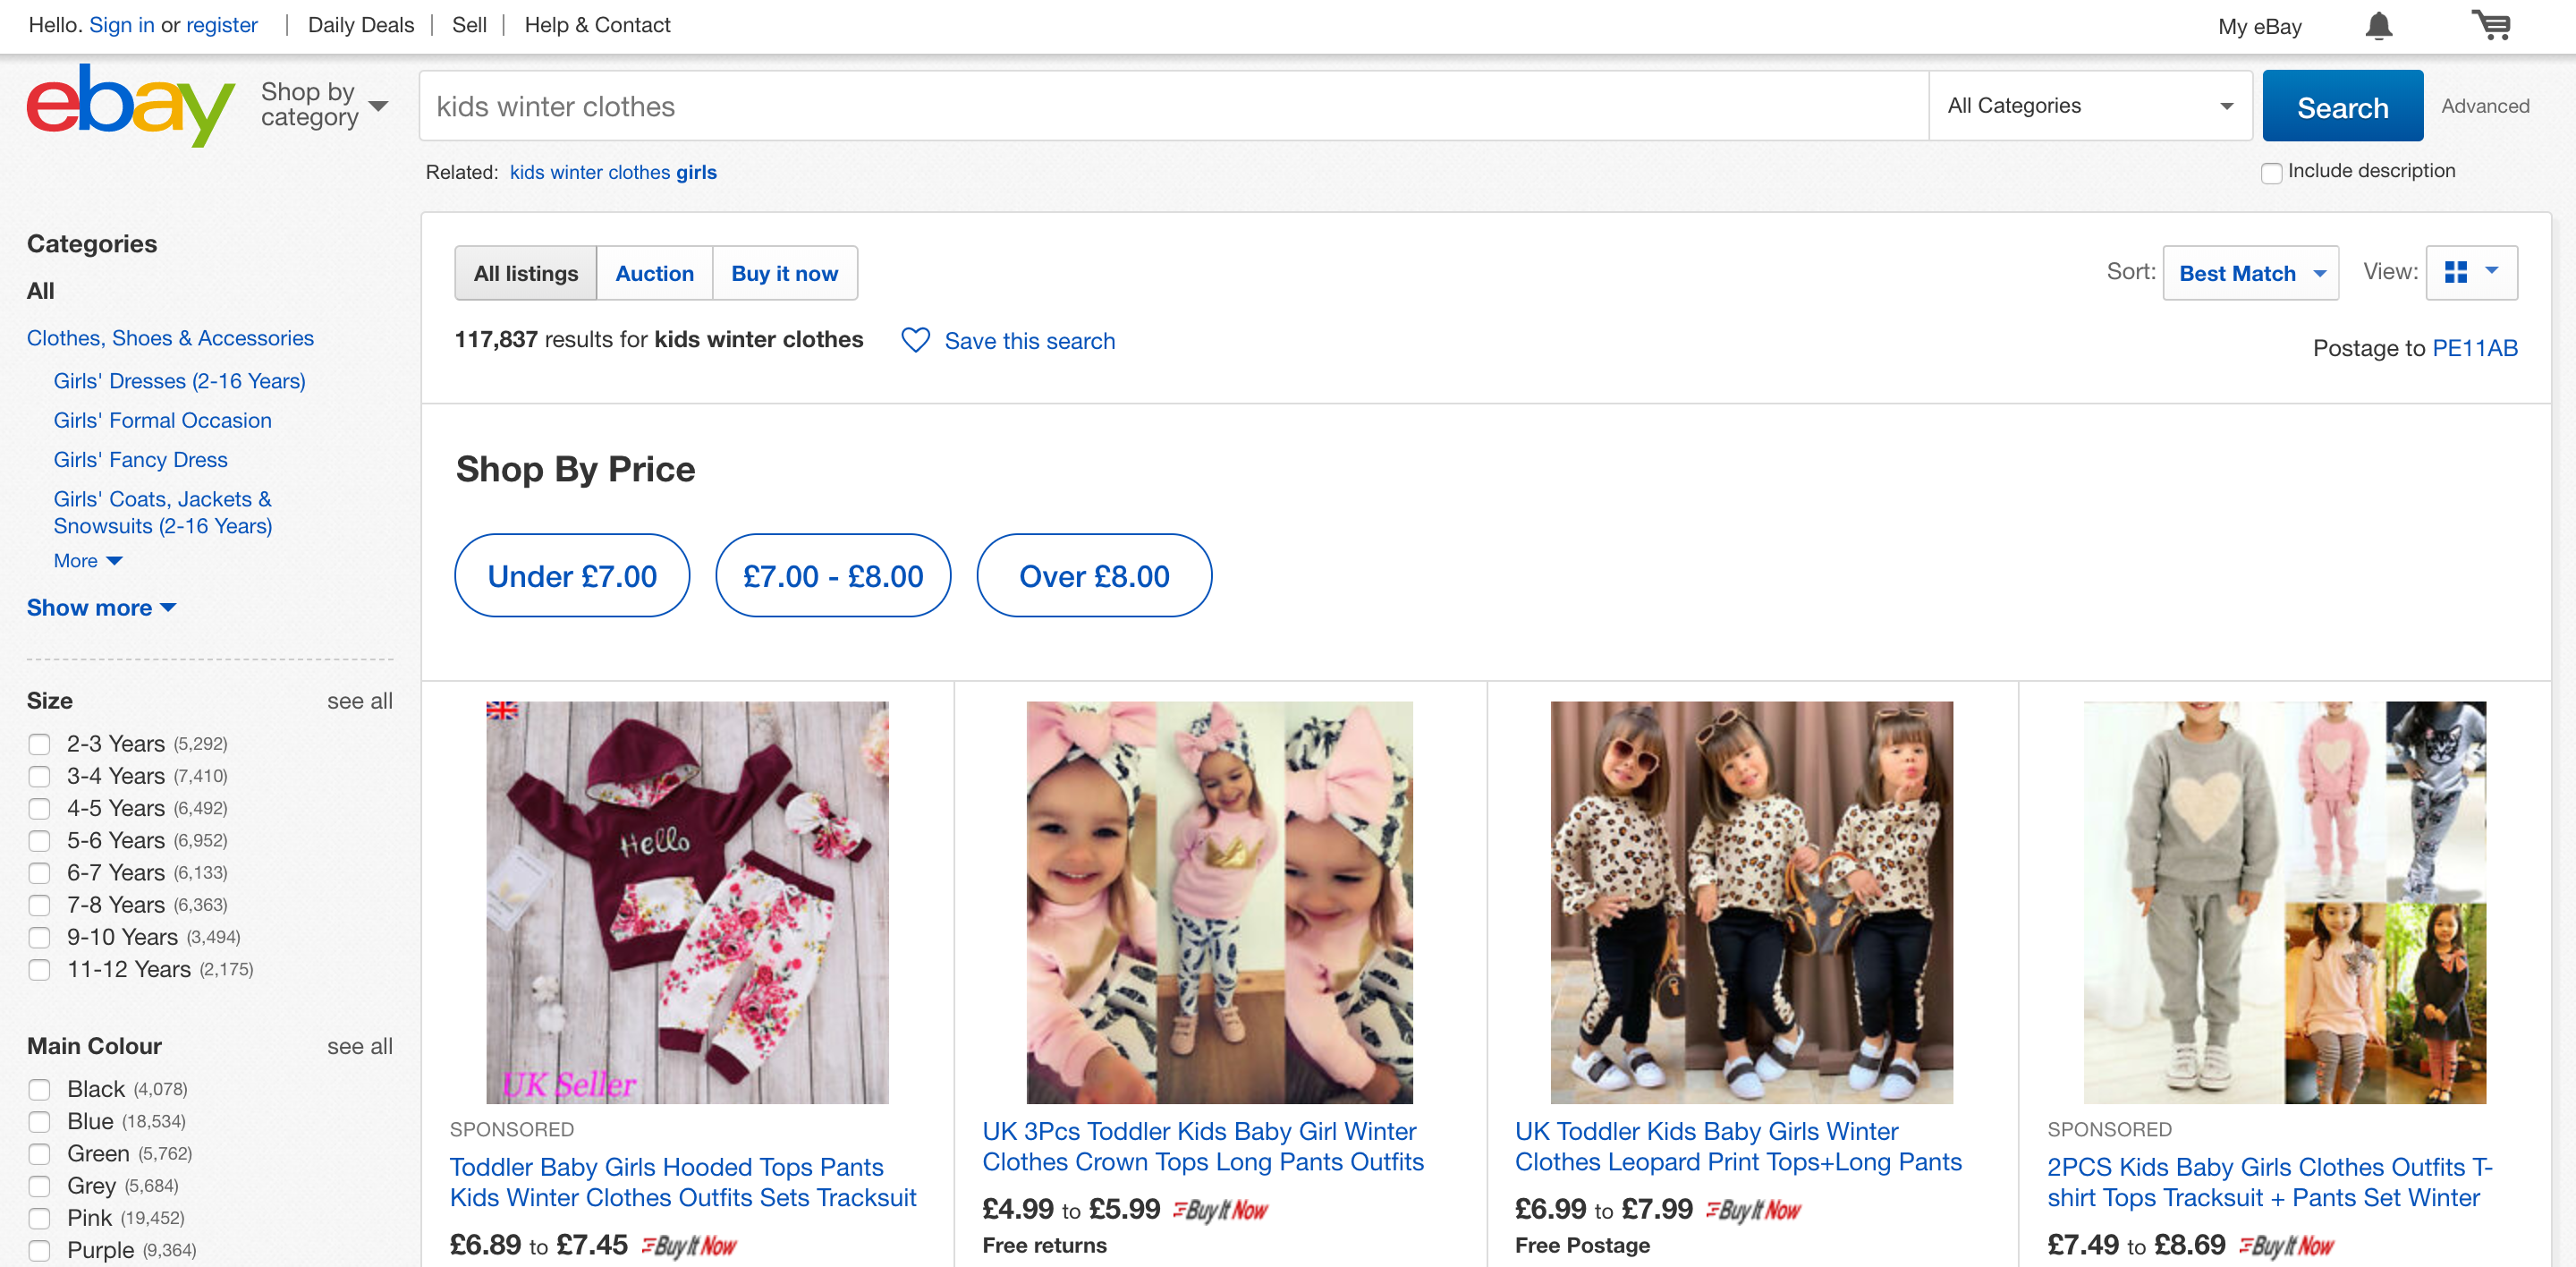 Hello. Sign in or register | Daily Deals | Sell | Help & Contact
My eBay
ebay
Shop by
category
kids winter clothes
All Categories
Search
Advanced
Related: kids winter clothes girls
Include description
Categories
All
Clothes, Shoes & Accessories
Girls' Dresses (2-16 Years)
Girls' Formal Occasion
Girls' Fancy Dress
Girls' Coats, Jackets &
Snowsuits (2-16 Years)
More
Show more
Size
see all
2-3 Years (5,292)
3-4 Years (7,410)
4-5 Years (6,492)
5-6 Years (6,952)
6-7 Years (6,133)
7-8 Years (6,363)
9-10 Years (3,494)
11-12 Years (2,175)
Main Colour
see all
Black (4,078)
Blue (18,534)
Green (5,762)
Grey (5,684)
Pink (19,452)
Purple (9,364)
All listings
Auction
Buy it now
Sort: Best Match
View:
117,837 results for kids winter clothes
Save this search
Postage to PE11AB
Shop By Price
Under £7.00
£7.00 - £8.00
Over £8.00
Hello
UK Seller
SPONSORED
Toddler Baby Girls Hooded Tops Pants
Kids Winter Clothes Outfits Sets Tracksuit
£6.89 to £7.45 Buy It Now
UK 3Pcs Toddler Kids Baby Girl Winter
Clothes Crown Tops Long Pants Outfits
£4.99 to £5.99 Buy It Now
Free returns
UK Toddler Kids Baby Girls Winter
Clothes Leopard Print Tops+Long Pants
£6.99 to £7.99 Buy It Now
Free Postage
SPONSORED
2PCS Kids Baby Girls Clothes Outfits T-
shirt Tops Tracksuit + Pants Set Winter
£7.49 to £8.69 Buy It Now